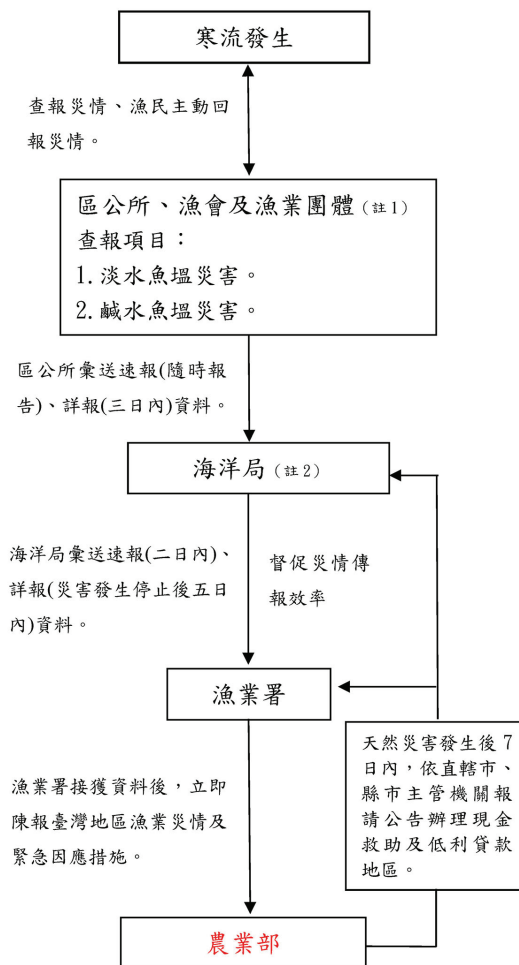 寒流發生
查報災情、漁民主動回
報災情。
區公所、漁會及漁業團體(註1)
查報項目：
1.淡水魚塭災害。
2.鹹水魚塭災害。
區公所彙送速報(隨時報
告)、詳報(三日內)資料。
海洋局(註2)
海洋局彙送速報(二日內)、
詳報(災害發生停止後五日
內)資料。
督促災情傳
報效率
漁業署
漁業署接獲資料後，立即
陳報臺灣地區漁業災情及
緊急因應措施。
天然災害發生後7
日內，依直轄市、
縣市主管機關報
請公告辦理現金
救助及低利貸款
地區。
農業部